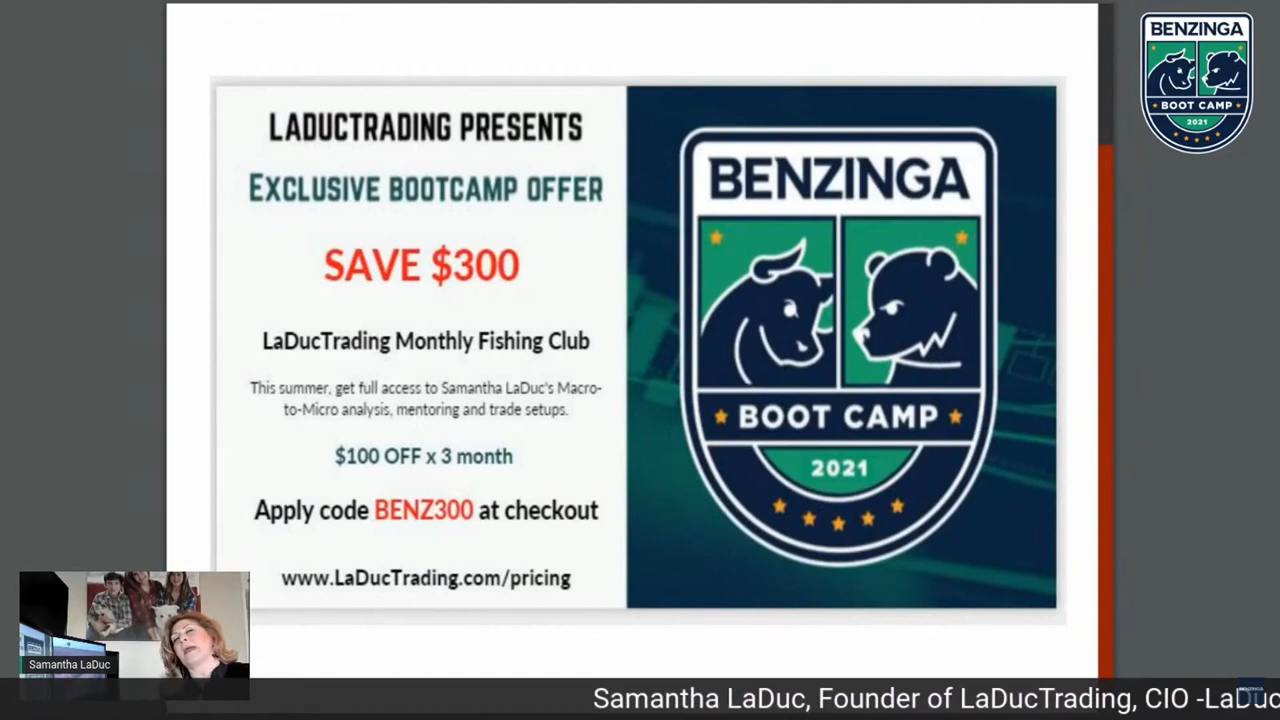 LADUCTRADING PRESENTS
EXCLUSIVE BOOTCAMP OFFER
SAVE $300
LaDucTrading Monthly Fishing Club
This summer, get full access to Samantha LaDuc's Macro-
to-Micro analysis, mentoring and trade setups.
$100 OFF x 3 month
Apply code BENZ300 at checkout
www.LaDucTrading.com/pricing
BENZINGA
BOOT CAMP
2021
BENZINGA
BOOT CAMP
2021
Samantha LaDuc
Samantha LaDuc, Founder of LaDucTrading, CIO -LaDuc
BENZINGA